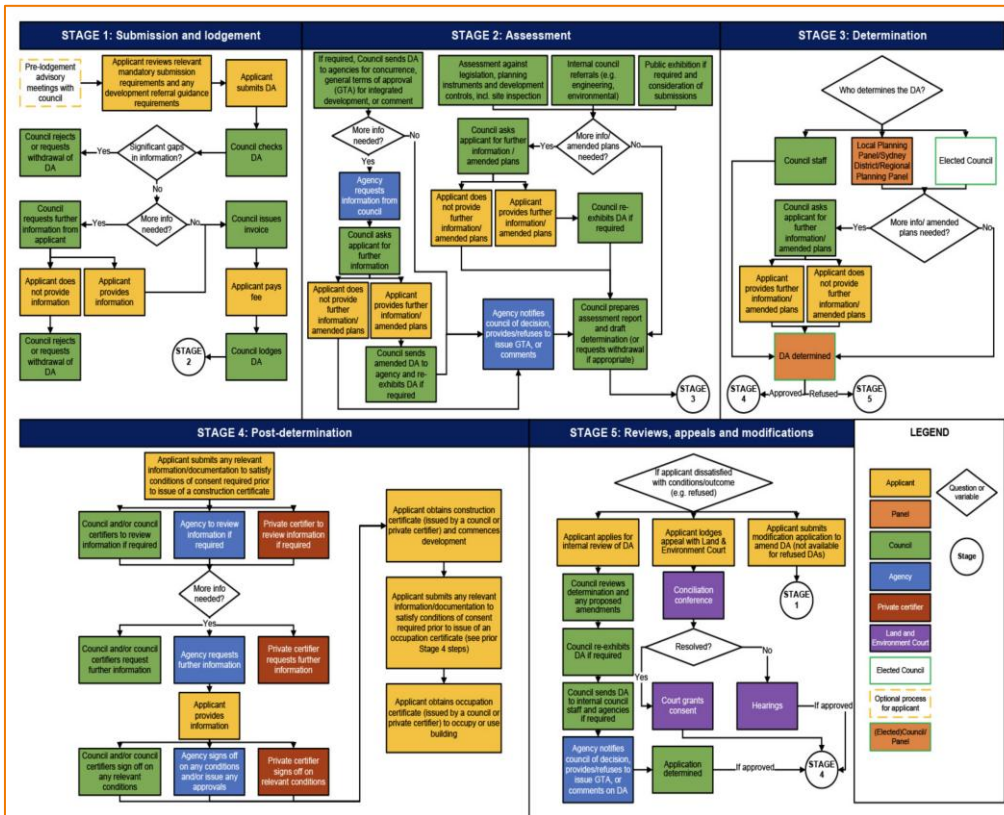 STAGE 1: Submission and lodgement
Pre-lodgement
advisory
meetings with
council
Applicant reviews relevant
mandatory submission
requirements and any
development referral guidance
requirements
Applicant
submits DA
Council rejects
or requests
withdrawal of DA
Yes
Significant gaps
in information?
Council checks
DA
No
Council
requests further
information from
applicant
Yes
More info
needed?
No
Council issues
invoice
Applicant does
not provide
information
Applicant
provides
information
Applicant pays
fee
Council rejects
or requests
withdrawal of
DA
STAGE
2
Council lodges
DA
STAGE 2: Assessment
If required, Council sends DA
to agencies for concurrence,
general terms of approval
(GTA) for integrated
development, or comment
Assessment against
legislation, planning
instruments and development
controls, incl. site inspection
Internal council
referrals (e.g.
engineering,
environmental)
Public exhibition if
required and
consideration of
submissions
More info
needed?
No
Yes
Council asks
applicant for further
information /
amended plans
Yes
More info/
amended plans
needed?
No
Agency
requests
information from
council
Applicant does
not provide
further
information/
amended plans
Applicant
provides further
information/
amended plans
Council re-
exhibits DA if
required
Council asks
applicant for
further
information
Applicant does
not provide
further
information/
amended plans
Applicant
provides further
information/
amended plans
Agency notifies
council of decision,
provides/refuses to
issue GTA, or
comments
Council prepares
assessment report
and draft
determination (or
requests withdrawal
if appropriate)
Council sends
amended DA to
agency and re-
exhibits DA if
required
STAGE
3
STAGE 3: Determination
Who determines the DA?
Council staff
Local Planning
Panel/Sydney
District/Regional
Planning Panel
Elected Council
Council asks
applicant for
further
information/
amended plans
Yes
More info/ amended
plans needed?
No
Applicant
provides further
information/
amended plans
Applicant does
not provide
further
information/
amended plans
DA determined
STAGE
4
Approved
Refused
STAGE
5
STAGE 4: Post-determination
Applicant submits any relevant
information/documentation to satisfy
conditions of consent required prior
to issue of a construction certificate
Council and/or council
certifiers to review
information if required
Agency to review
information if
required
Private certifier to
review information
if required
More info
needed?
Yes
Council and/or council
certifiers request
further information
Agency requests
further information
Private certifier
requests further
information
Applicant
provides
information
Council and/or council
certifiers sign off on
any relevant
conditions
Agency signs off
on any conditions
and/or issue any
approvals
Private certifier
signs off on
relevant conditions
Applicant obtains construction
certificate (issued by a council or
private certifier) and commences
development
Applicant submits any relevant
information/documentation to
satisfy conditions of consent
required prior to issue of an
occupation certificate (see prior
Stage 4 steps)
Applicant obtains occupation
certificate (issued by a council or
private certifier) to occupy or use
building
STAGE 5: Reviews, appeals and modifications
If applicant dissatisfied
with conditions/outcome
(e.g. refused)
Applicant applies for
internal review of DA
Applicant lodges
appeal with Land &
Environment Court
Applicant submits
modification application to
amend DA (not available
for refused DAs)
Council reviews
determination and
any proposed
amendments
Conciliation
conference
STAGE
1
Council re-exhibits
DA if required
Resolved?
No
Yes
Council sends DA
to internal council
staff and agencies if
required
Court grants
consent
Hearings
If approved
Agency notifies
council of decision,
provides/refuses to
issue GTA, or
comments on DA
Application
determined
If approved
STAGE
4
LEGEND
Applicant
Question or
variable
Panel
Council
Stage
Agency
Private certifier
Land and
Environment Court
Elected Council
Optional process
for applicant
(Elected)Council/
Panel